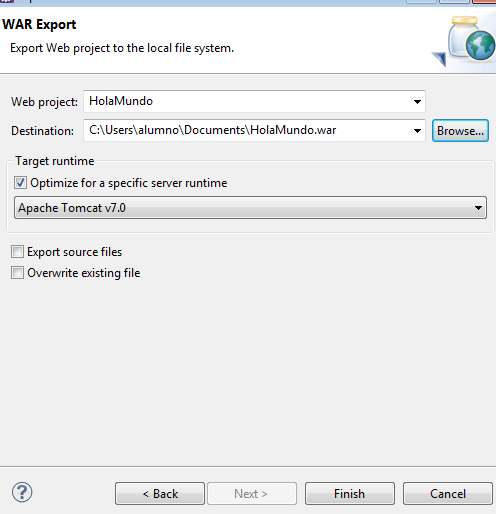 WAR Export
Export Web project to the local file system.
Web project: HolaMundo
Destination: C:\Users\alumno\Documents\HolaMundo.war Browse...
Target runtime
Optimize for a specific server runtime
Apache Tomcat v7.0
Export source files
Overwrite existing file
? < Back Next > Finish Cancel